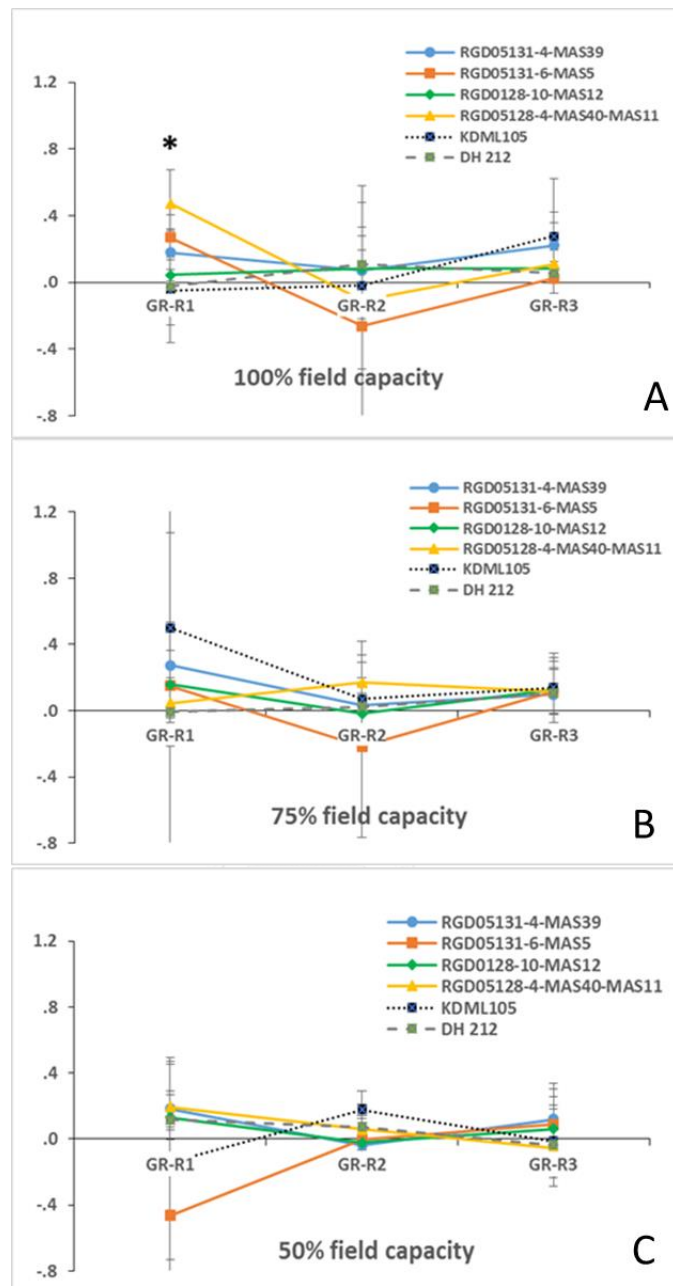 RGD05131-4-MAS39
RGD05131-6-MAS5
RGD0128-10-MAS12
RGD05128-4-MAS40-MAS11
KDML105
DH 212
1.2
.8
.4
.0
-.4
-.8
*
GR-R1 GR-R2 GR-R3
100% field capacity
A
RGD05131-4-MAS39
RGD05131-6-MAS5
RGD0128-10-MAS12
RGD05128-4-MAS40-MAS11
KDML105
DH 212
1.2
.8
.4
.0
-.4
-.8
GR-R1 GR-R2 GR-R3
75% field capacity
B
RGD05131-4-MAS39
RGD05131-6-MAS5
RGD0128-10-MAS12
RGD05128-4-MAS40-MAS11
KDML105
DH 212
1.2
.8
.4
.0
-.4
-.8
GR-R1 GR-R2 GR-R3
50% field capacity
C